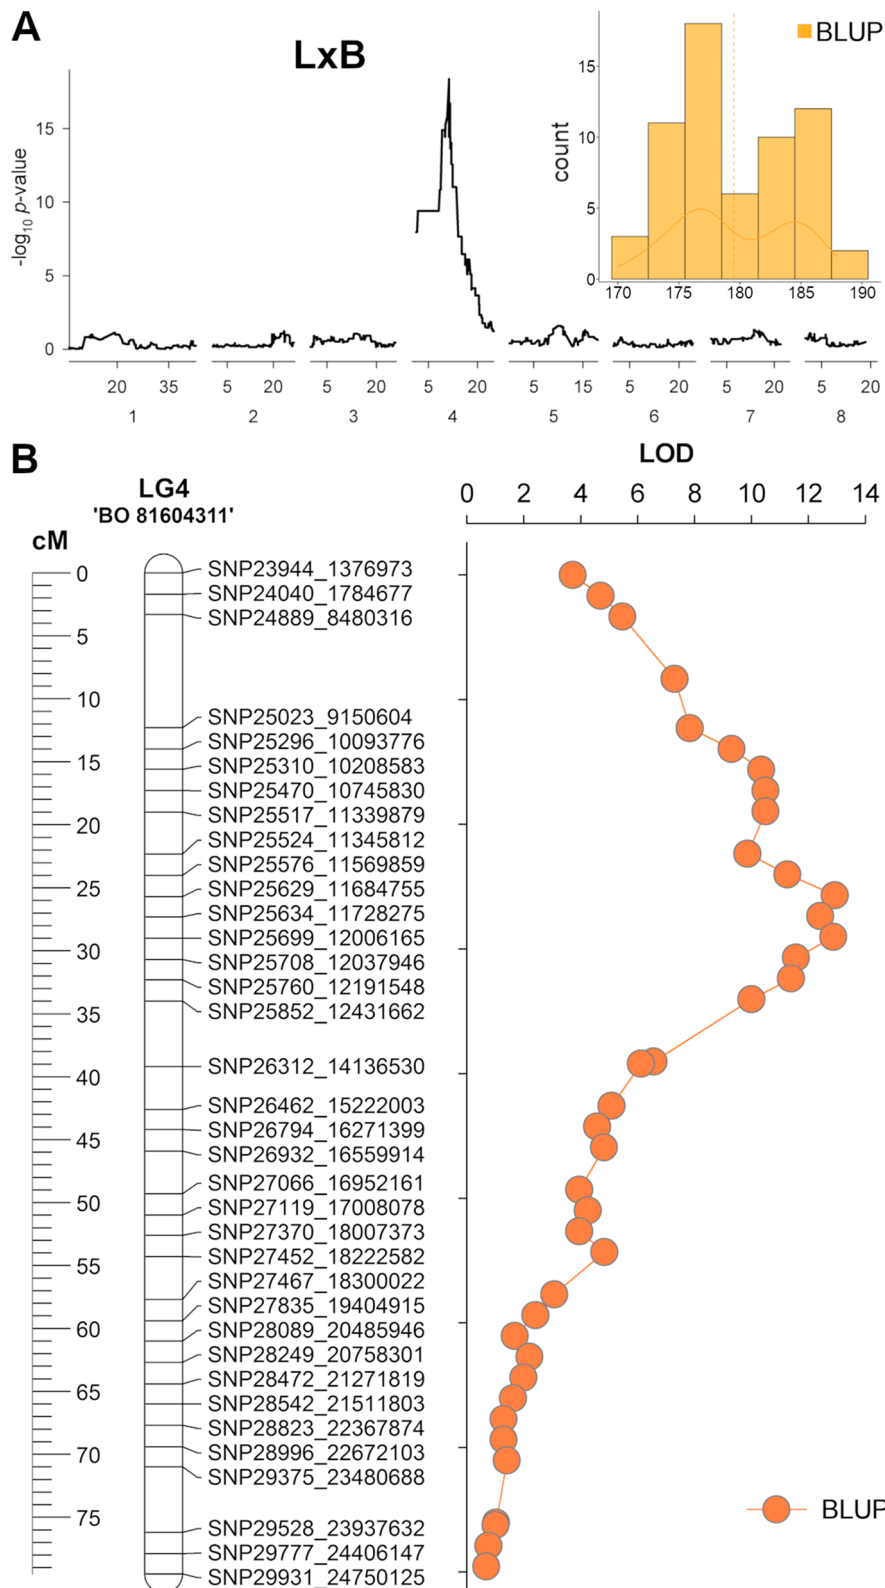 A
LxB
BLUP
count
15
10
5
0
170 175 180 185 190
-log10 p-value
15
10
5
0
20 35 5 20 5 20 5 20 5 15 5 20 5 20 5 20
1 2 3 4 5 6 7 8
B
LOD
0 2 4 6 8 10 12 14
LG4
'BO 81604311'
cM
0
5
10
15
20
25
30
35
40
45
50
55
60
65
70
75
SNP23944_1376973
SNP24040_1784677
SNP24889_8480316
SNP25023_9150604
SNP25296_10093776
SNP25310_10208583
SNP25470_10745830
SNP25517_11339879
SNP25524_11345812
SNP25576_11569859
SNP25629_11684755
SNP25634_11728275
SNP25699_12006165
SNP25708_12037946
SNP25760_12191548
SNP25852_12431662
SNP26312_14136530
SNP26462_15222003
SNP26794_16271399
SNP26932_16559914
SNP27066_16952161
SNP27119_17008078
SNP27370_18007373
SNP27452_18222582
SNP27467_18300022
SNP27835_19404915
SNP28089_20485946
SNP28249_20758301
SNP28472_21271819
SNP28542_21511803
SNP28823_22367874
SNP28996_22672103
SNP29375_23480688
SNP29528_23937632
SNP29777_24406147
SNP29931_24750125
BLUP